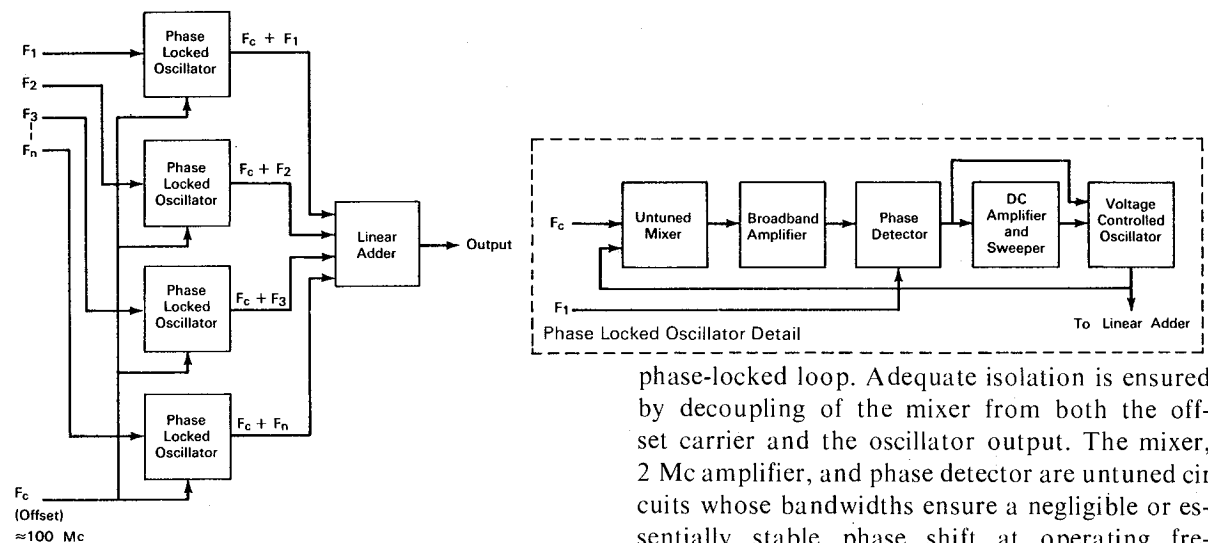 F1
Phase
Locked
Oscillator
Fc + F1
F2
F3
Fn
Phase
Locked
Oscillator
Fc + F2
Linear
Adder
Output
Phase
Locked
Oscillator
Fc + F3
Phase
Locked
Oscillator
Fc + Fn
Fc
(Offset)
≈100 Mc
Fc
Untuned
Mixer
Broadband
Amplifier
Phase
Detector
DC
Amplifier
and
Sweeper
Voltage
Controlled
Oscillator
F1
To Linear Adder
Phase Locked Oscillator Detail
phase-locked loop. Adequate isolation is ensured
by decoupling of the mixer from both the off-
set carrier and the oscillator output. The mixer,
2 Mc amplifier, and phase detector are untuned cir
cuits whose bandwidths ensure a negligible or es-
sentially stable phase shift at operating fre-